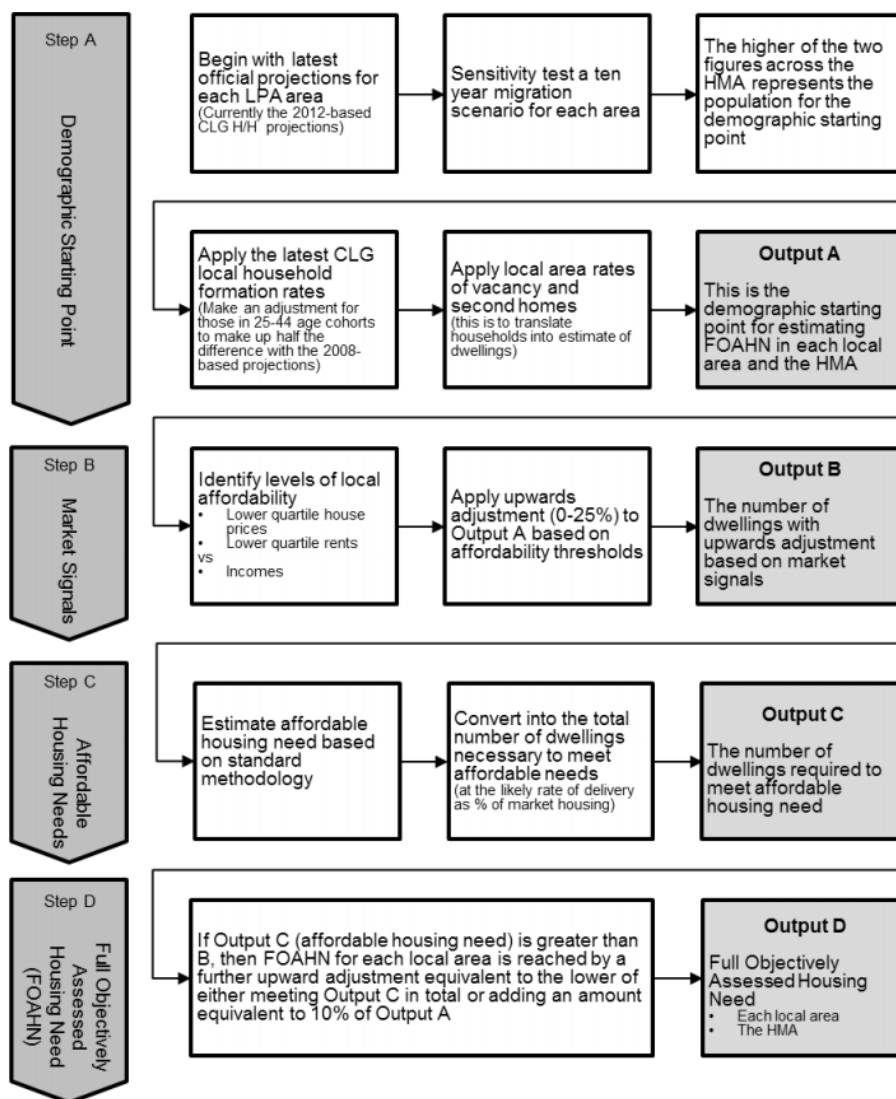 Step A
Demographic Starting Point
Begin with latest
official projections for
each LPA area
(Currently the 2012-based
CLG H/H projections)
Sensitivity test a ten
year migration
scenario for each area
The higher of the two
figures across the
HMA represents the
population for the
demographic starting
point
Apply the latest CLG
local household
formation rates
(Make an adjustment for
those in 25-44 age cohorts
to make up half the
difference with the 2008-
based projections)
Apply local area rates
of vacancy and
second homes
(this is to translate
households into estimate of
dwellings)
Output A
This is the
demographic starting
point for estimating
FOAHN in each local
area and the HMA
Step B
Market Signals
Identify levels of local
affordability
• Lower quartile house
prices
• Lower quartile rents
vs
• Incomes
Apply upwards
adjustment (0-25%) to
Output A based on
affordability thresholds
Output B
The number of
dwellings with
upwards adjustment
based on market
signals
Step C
Affordable
Housing Needs
Estimate affordable
housing need based
on standard
methodology
Convert into the total
number of dwellings
necessary to meet
affordable needs
(at the likely rate of delivery
as % of market housing)
Output C
The number of
dwellings required to
meet affordable
housing need
Step D
Full Objectively
Assessed
Housing Need
(FOAHN)
If Output C (affordable housing need) is greater than
B, then FOAHN for each local area is reached by a
further upward adjustment equivalent to the lower of
either meeting Output C in total or adding an amount
equivalent to 10% of Output A
Output D
Full Objectively
Assessed Housing
Need
• Each local area
• The HMA